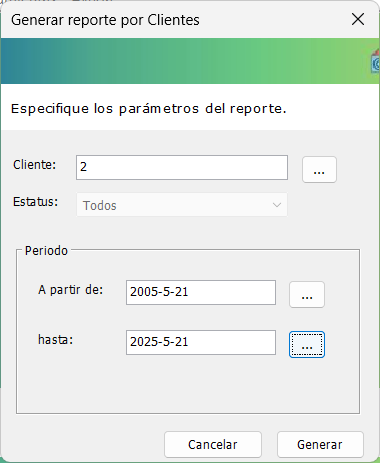 Generar reporte por Clientes
Especifique los parámetros del reporte.
Cliente: 2 ...
Estatus: Todos
Periodo
A partir de: 2005-5-21 ...
hasta: 2025-5-21 ...
Cancelar Generar